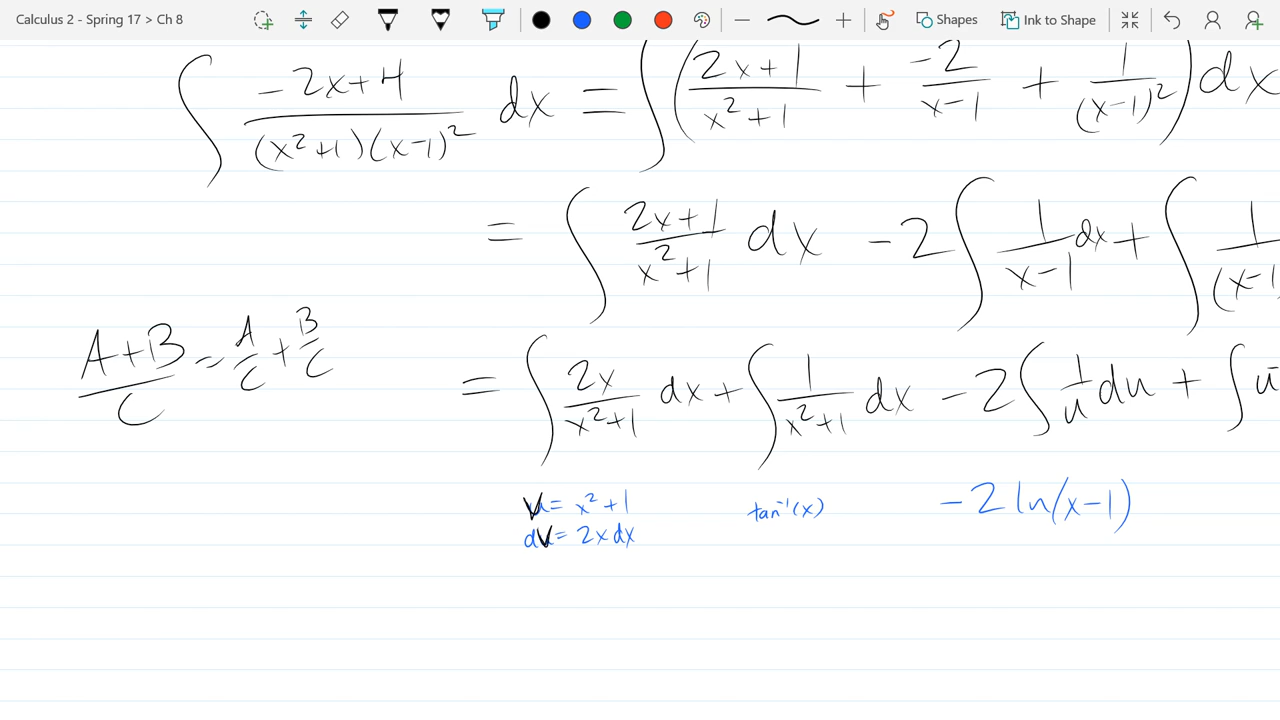 Calculus 2 - Spring 17 > Ch 8 Shapes Ink to Shape
∫ (-2x+4)/((x²+1)(x-1)²) dx = ∫ ( (2x+1)/(x²+1) + (-2)/(x-1) + 1/(x-1)² ) dx
= ∫ (2x+1)/(x²+1) dx - 2 ∫ 1/(x-1) dx + ∫ 1/(x-1
(A+B)/C = A/C + B/C
= ∫ 2x/(x²+1) dx + ∫ 1/(x²+1) dx - 2 ∫ 1/u du + ∫ u⁻
v = x²+1 tan⁻¹(x) -2 ln(x-1)
dv = 2x dx